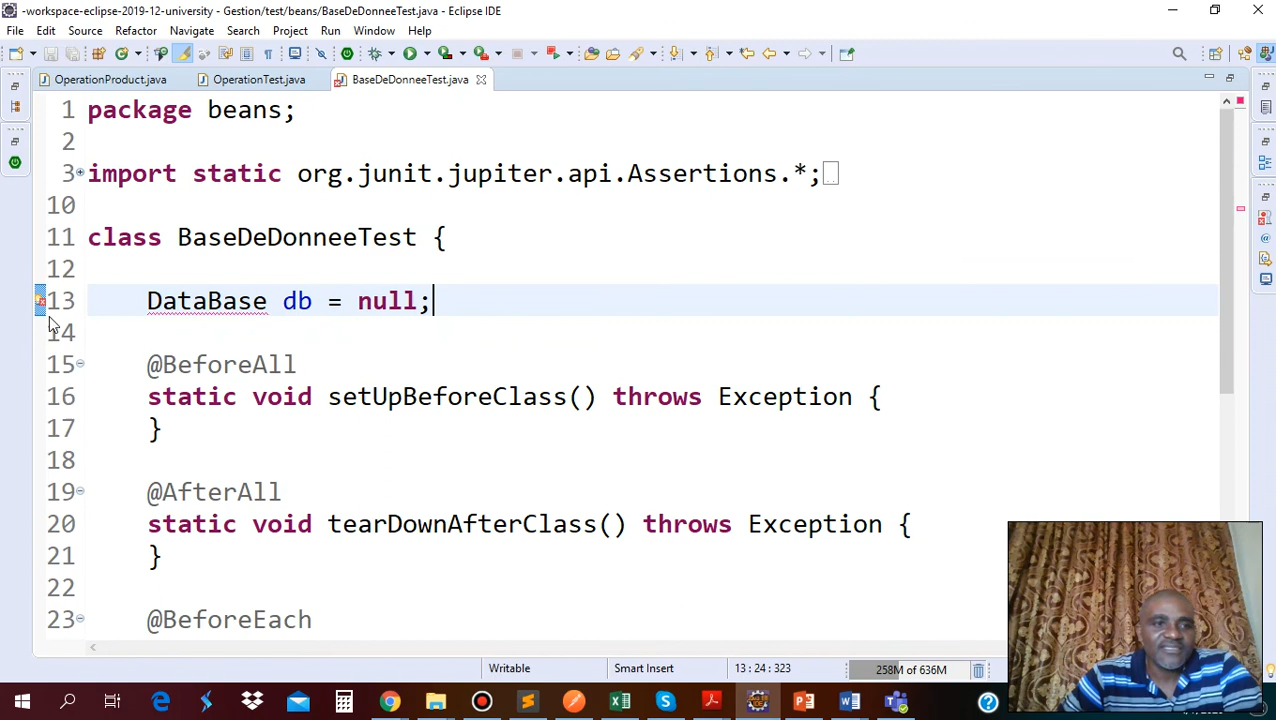 -workspace-eclipse-2019-12-university - Gestion/test/beans/BaseDeDonneeTest.java - Eclipse IDE
File Edit Source Refactor Navigate Search Project Run Window Help
OperationProduct.java OperationTest.java BaseDeDonneeTest.java
1 package beans;
2
3 import static org.junit.jupiter.api.Assertions.*;
10
11 class BaseDeDonneeTest {
12
13 DataBase db = null;
14
15 @BeforeAll
16 static void setUpBeforeClass() throws Exception {
17 }
18
19 @AfterAll
20 static void tearDownAfterClass() throws Exception {
21 }
22
23 @BeforeEach
Writable Smart Insert 13 : 24 : 323 258M of 636M